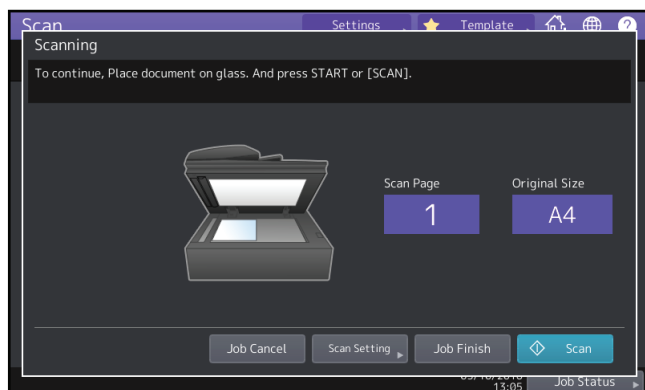 Scan
Settings
Template
?
Scanning
To continue, Place document on glass. And press START or [SCAN].
Scan Page
Original Size
1
A4
Job Cancel
Scan Setting
Job Finish
Scan
13:05
Job Status